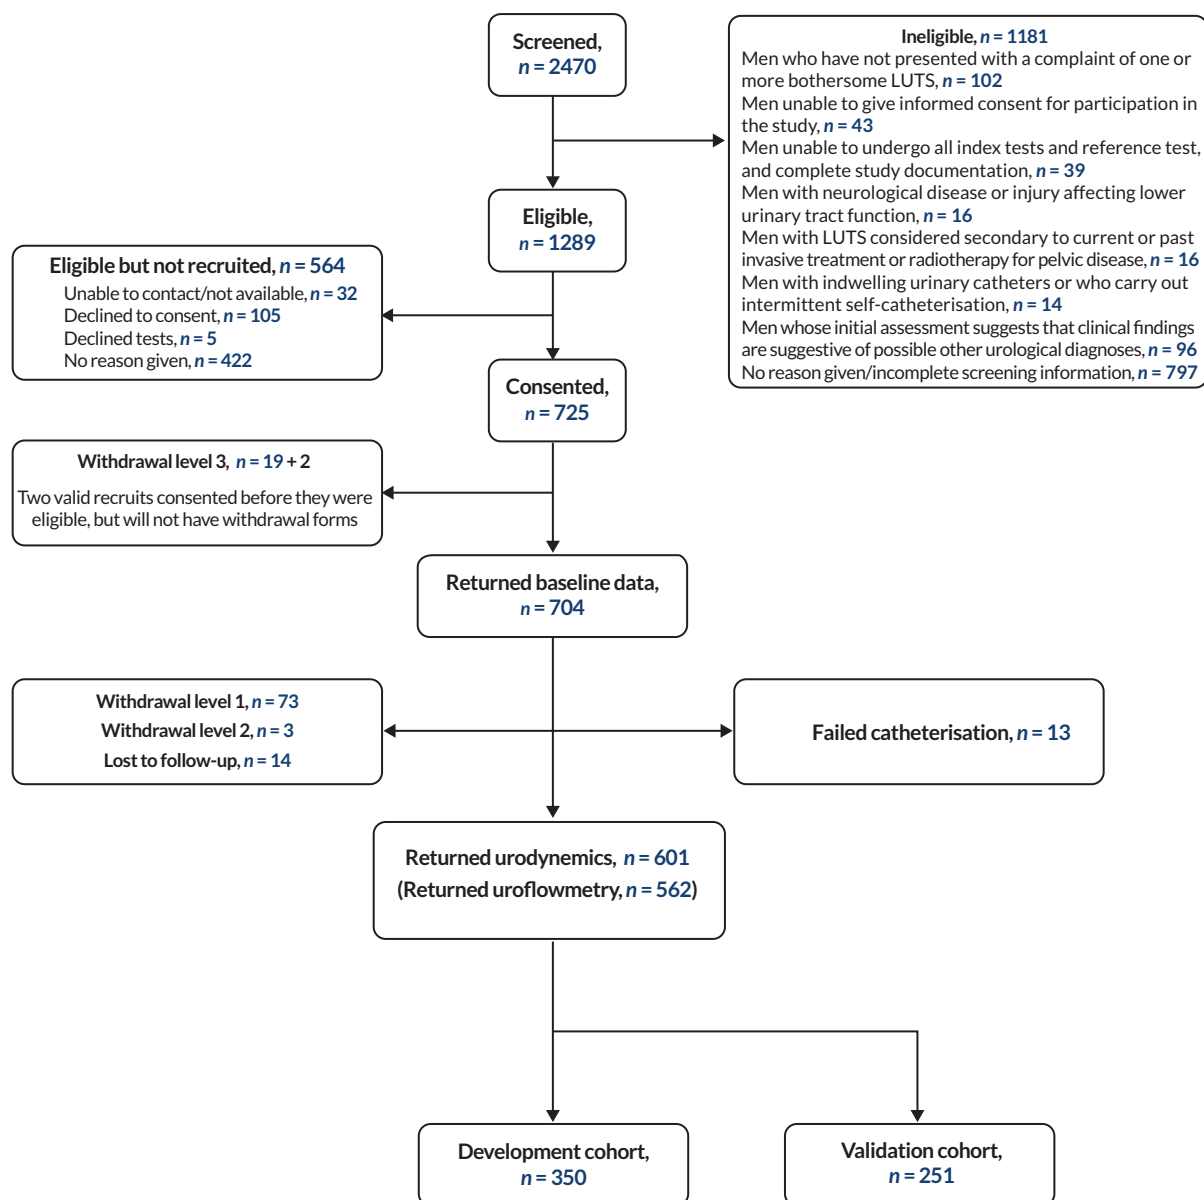 Screened,
n = 2470
Ineligible, n = 1181
Men who have not presented with a complaint of one or
more bothersome LUTS, n = 102
Men unable to give informed consent for participation in
the study, n = 43
Men unable to undergo all index tests and reference test,
and complete study documentation, n = 39
Men with neurological disease or injury affecting lower
urinary tract function, n = 16
Men with LUTS considered secondary to current or past
invasive treatment or radiotherapy for pelvic disease, n = 16
Men with indwelling urinary catheters or who carry out
intermittent self-catheterisation, n = 14
Men whose initial assessment suggests that clinical findings
are suggestive of possible other urological diagnoses, n = 96
No reason given/incomplete screening information, n = 797
Eligible,
n = 1289
Eligible but not recruited, n = 564
Unable to contact/not available, n = 32
Declined to consent, n = 105
Declined tests, n = 5
No reason given, n = 422
Consented,
n = 725
Withdrawal level 3, n = 19 + 2
Two valid recruits consented before they were
eligible, but will not have withdrawal forms
Returned baseline data,
n = 704
Withdrawal level 1, n = 73
Withdrawal level 2, n = 3
Lost to follow-up, n = 14
Failed catheterisation, n = 13
Returned urodynemics, n = 601
(Returned uroflowmetry, n = 562)
Development cohort,
n = 350
Validation cohort,
n = 251